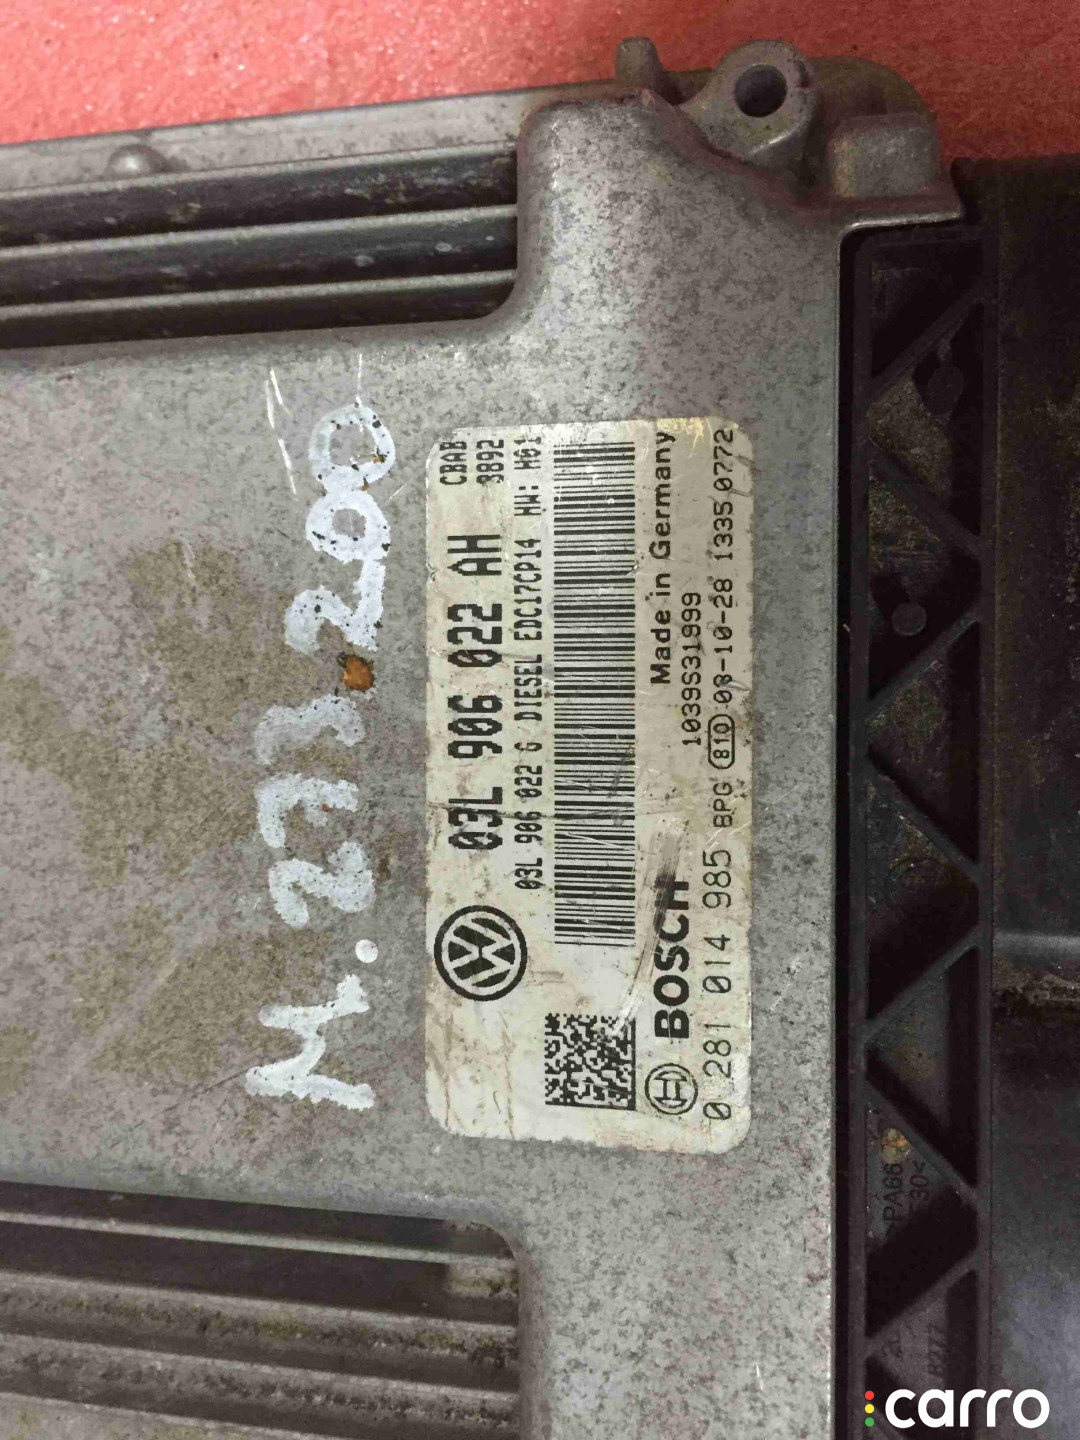 M.273.200
03L 906 022 AH
CBAB
3892
03L 906 022 G DIESEL EDC17CP14 HW: H01
BOSCH
Made in Germany
1039S31999
0 281 014 985 BPG 810 08-10-28 1335 0772
PA66
30<
carro